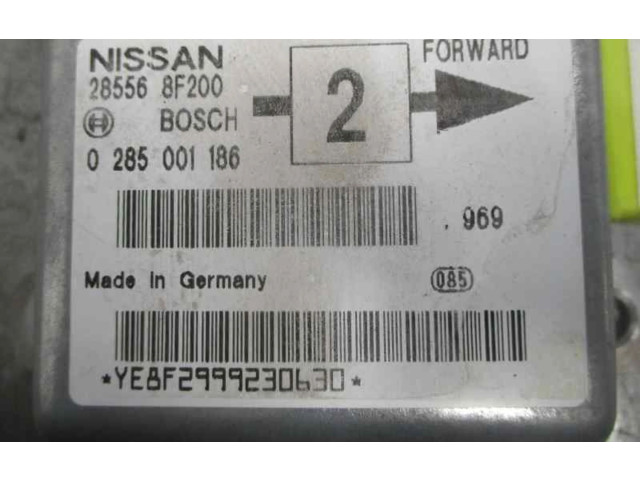 NISSAN
28556 8F200
BOSCH
0 285 001 186
2
FORWARD
. 969
Made In Germany
085
*YE8F2999230630*